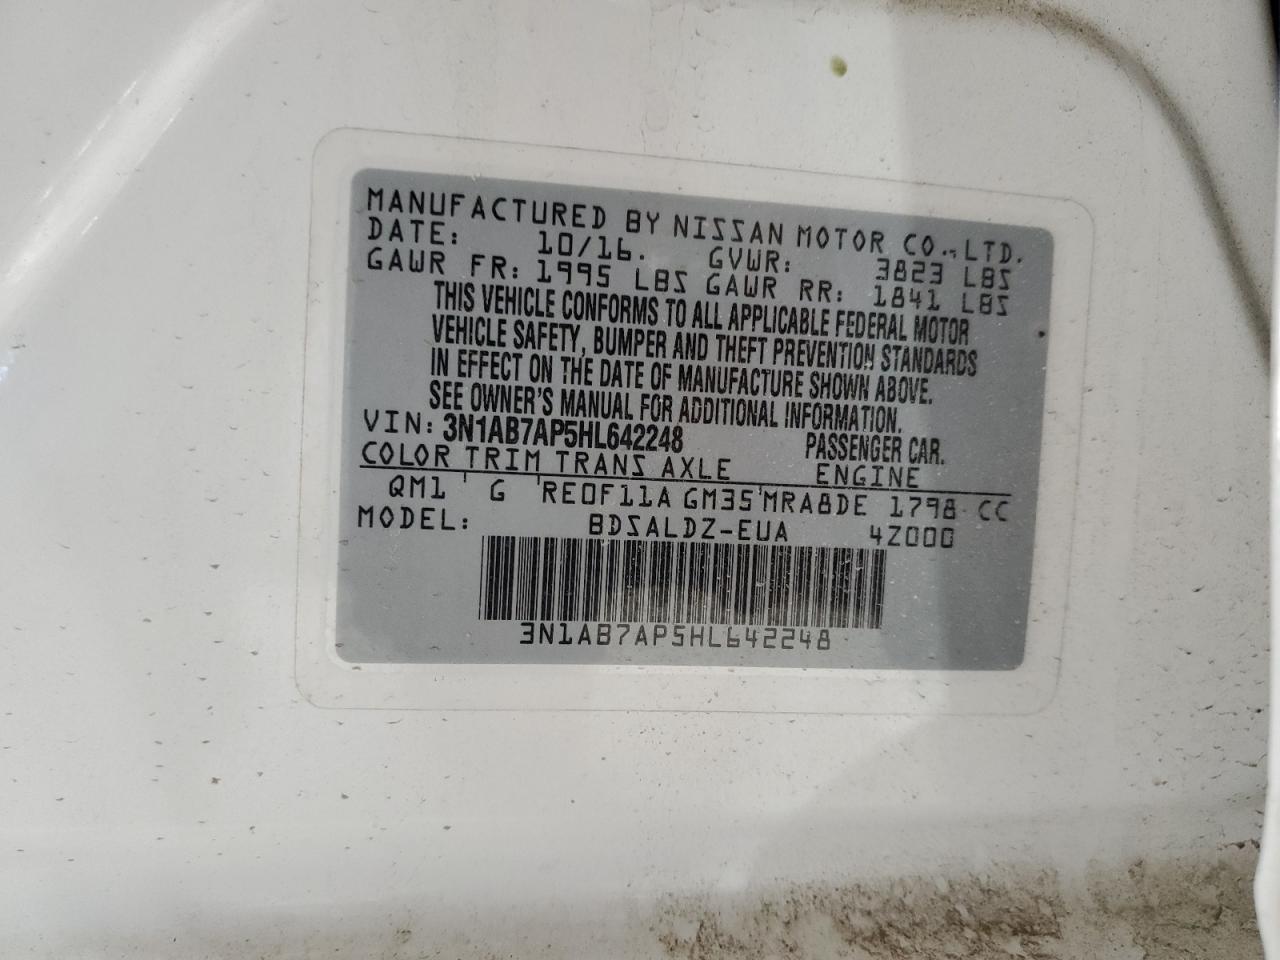 MANUFACTURED BY NISSAN MOTOR CO.,LTD.
DATE: 10/16. GVWR: 3823 LBS
GAWR FR: 1995 LBS GAWR RR: 1841 LBS
THIS VEHICLE CONFORMS TO ALL APPLICABLE FEDERAL MOTOR
VEHICLE SAFETY, BUMPER AND THEFT PREVENTION STANDARDS
IN EFFECT ON THE DATE OF MANUFACTURE SHOWN ABOVE.
SEE OWNER'S MANUAL FOR ADDITIONAL INFORMATION.
VIN: 3N1AB7AP5HL642248 PASSENGER CAR.
COLOR TRIM TRANS AXLE ENGINE
QM1 ' G 'RE0F11A GM35'MRA8DE 1798 CC
MODEL: BDSALDZ-EUA 4Z000
3N1AB7AP5HL642248